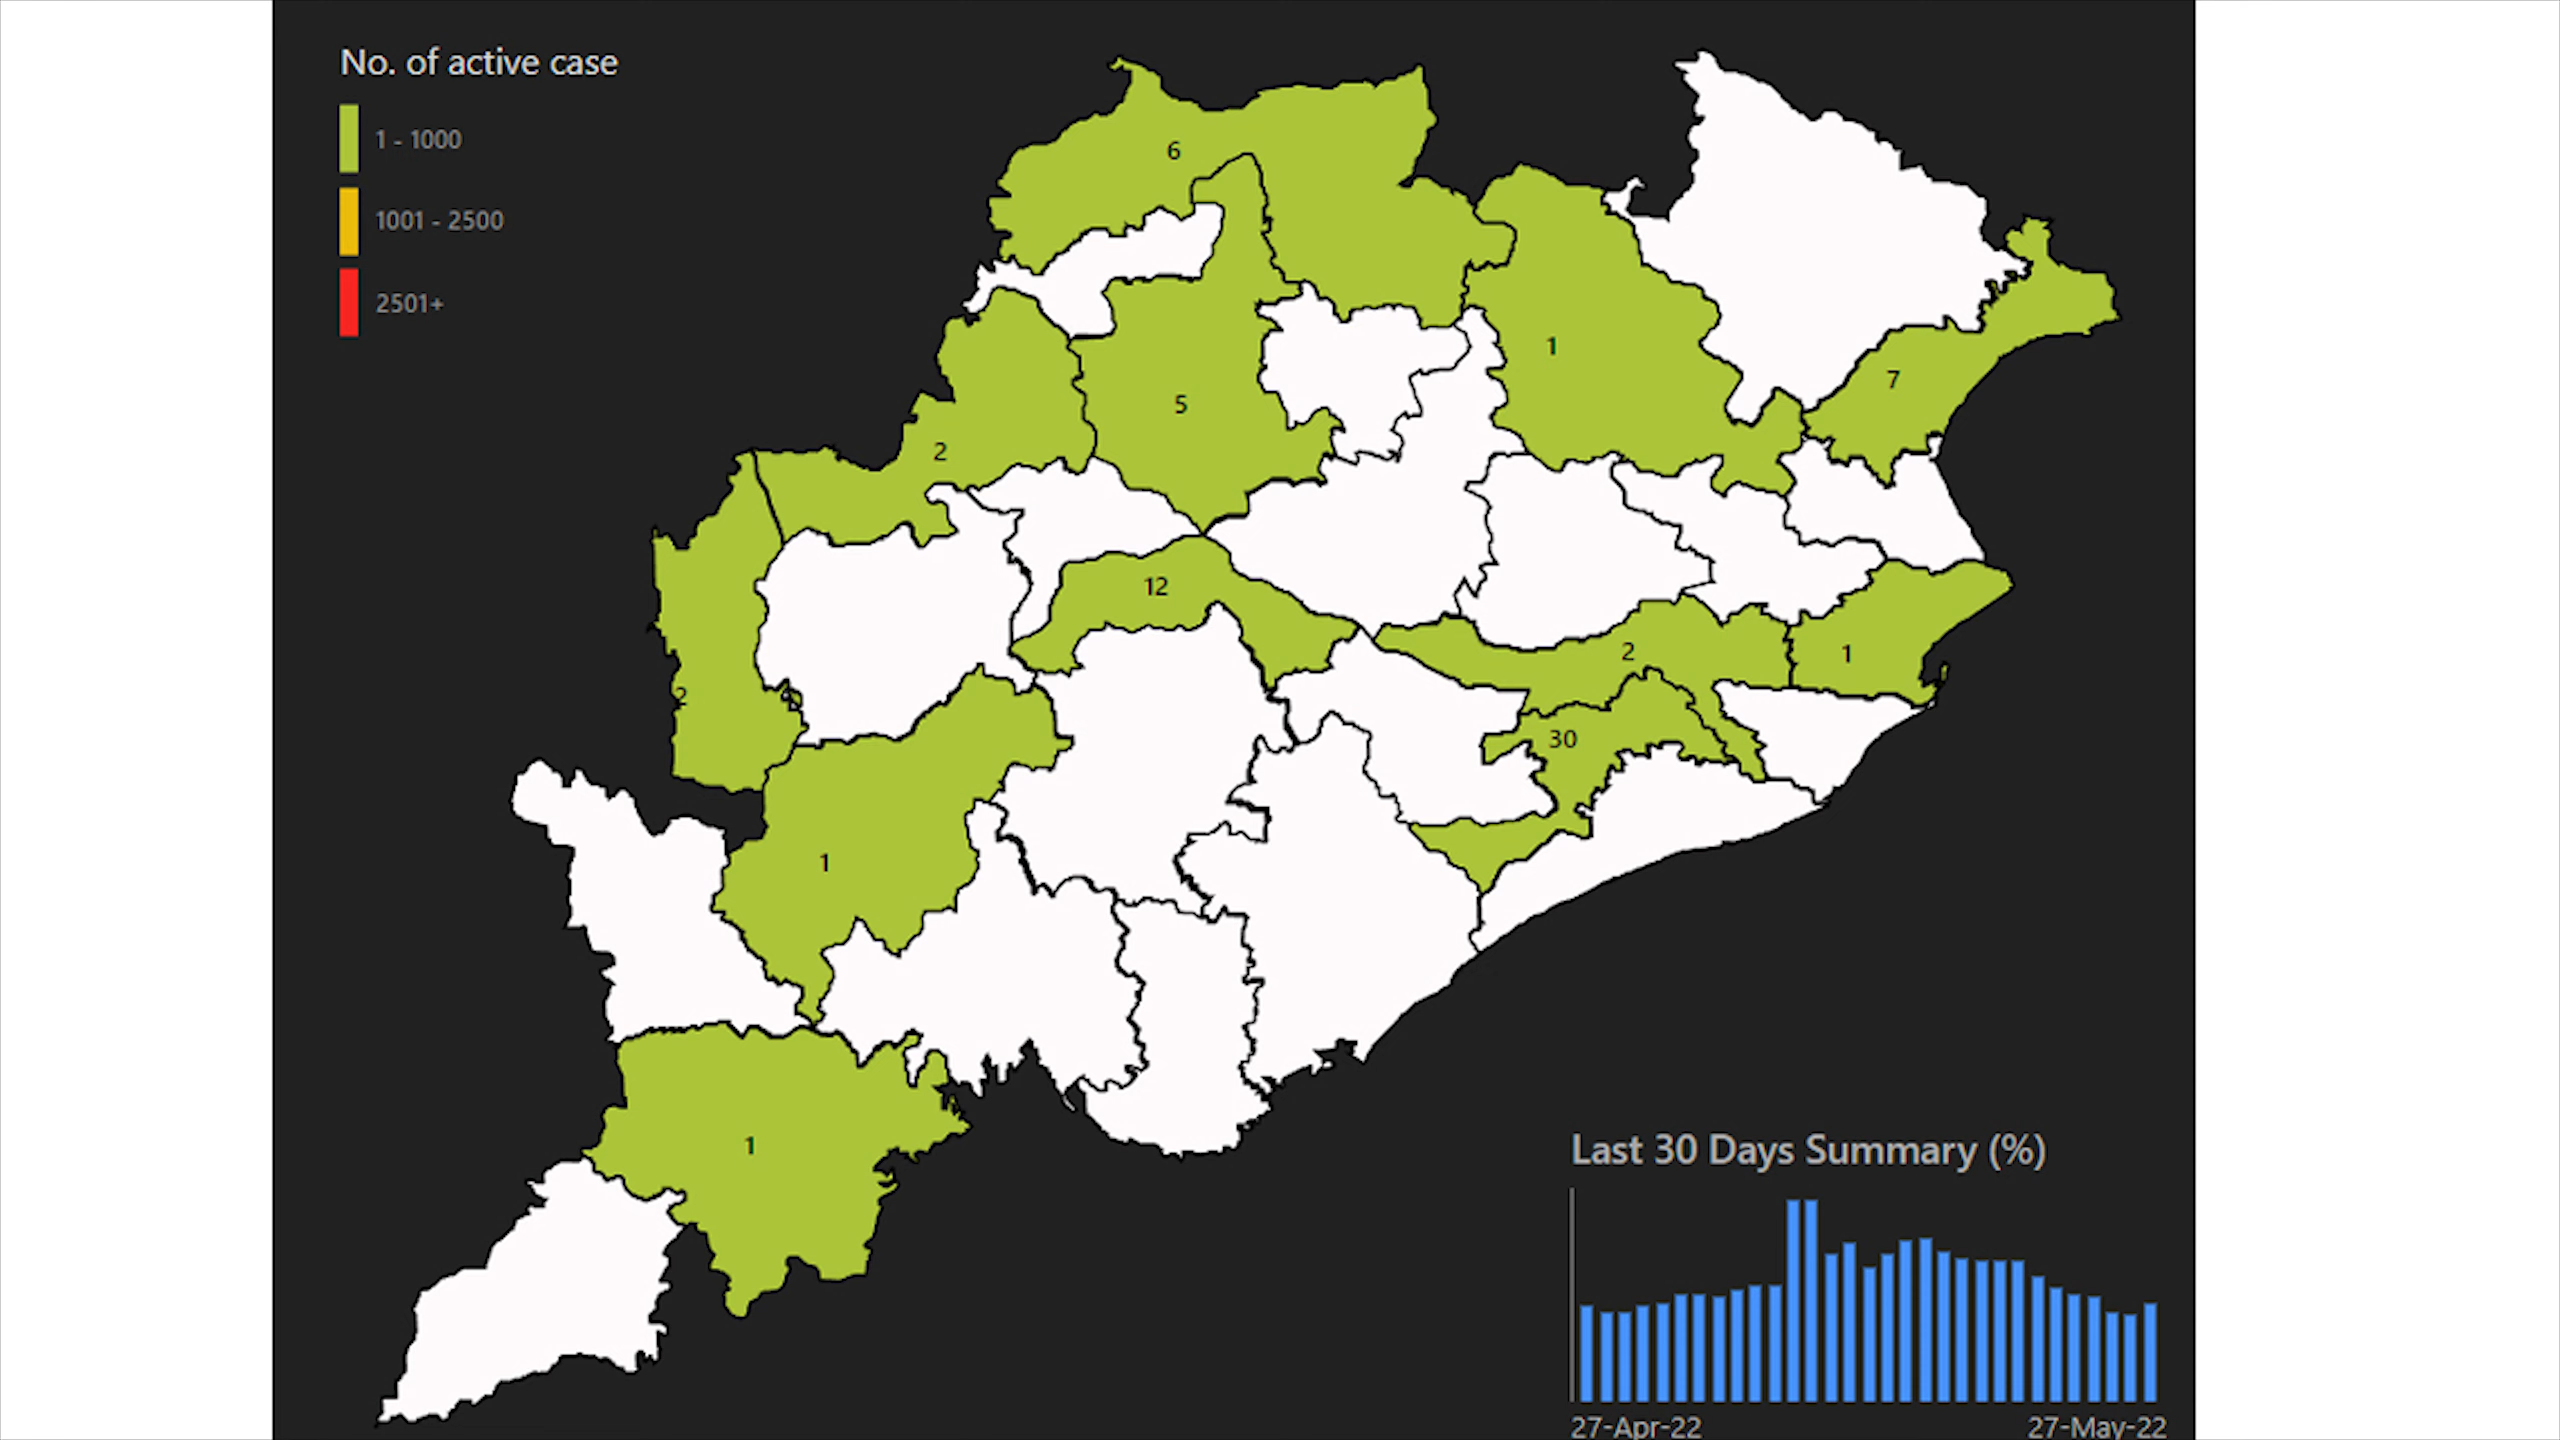 No. of active case
1 - 1000
1001 - 2500
2501+
6
1
7
5
2
12
2
1
2
30
1
1
Last 30 Days Summary (%)
27-Apr-22
27-May-22